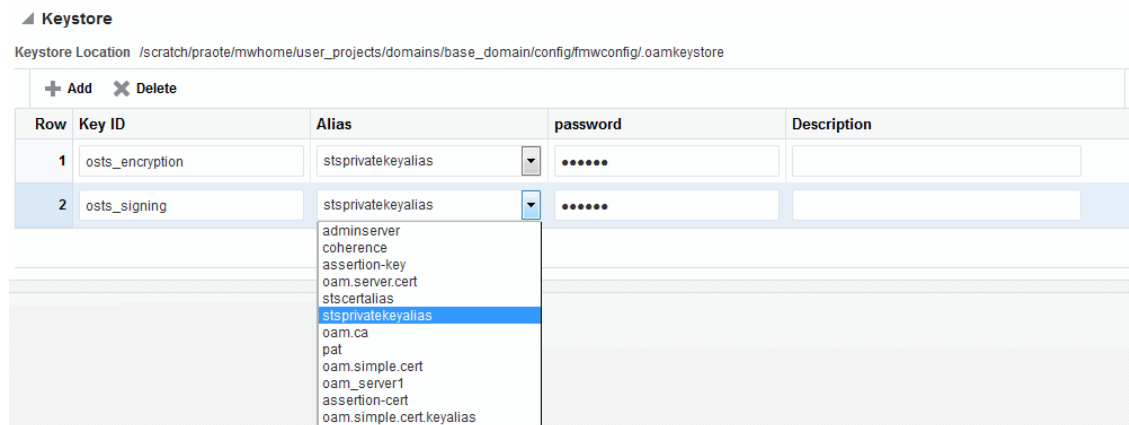 Keystore
Keystore Location /scratch/praote/mwhome/user_projects/domains/base_domain/config/fmwconfig/.oamkeystore
Add Delete
Row Key ID Alias password Description
1 osts_encryption stsprivatekeyalias ••••••
2 osts_signing stsprivatekeyalias ••••••
adminserver
coherence
assertion-key
oam.server.cert
stscertalias
stsprivatekeyalias
oam.ca
pat
oam.simple.cert
oam_server1
assertion-cert
oam.simple.cert.keyalias